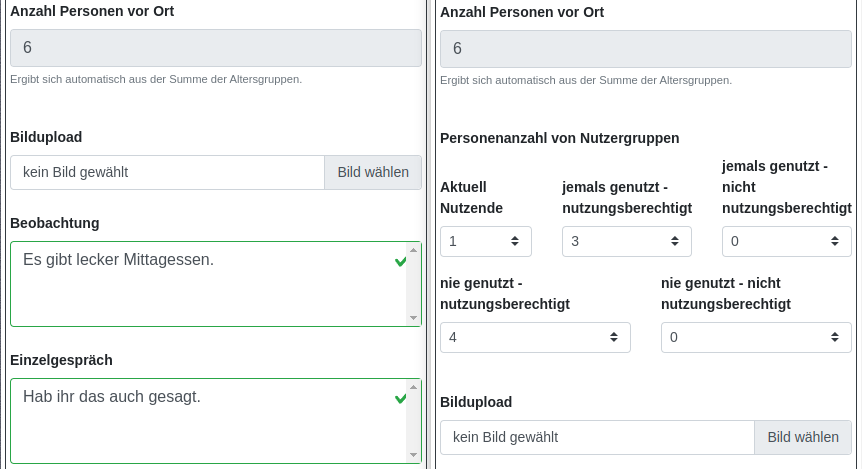 Anzahl Personen vor Ort
6
Ergibt sich automatisch aus der Summe der Altersgruppen.
Bildupload
kein Bild gewählt
Bild wählen
Beobachtung
Es gibt lecker Mittagessen.
Einzelgespräch
Hab ihr das auch gesagt.
Anzahl Personen vor Ort
6
Ergibt sich automatisch aus der Summe der Altersgruppen.
Personenanzahl von Nutzergruppen
Aktuell
Nutzende
1
jemals genutzt -
nutzungsberechtigt
3
jemals genutzt -
nicht
nutzungsberechtigt
0
nie genutzt -
nutzungsberechtigt
4
nie genutzt - nicht
nutzungsberechtigt
0
Bildupload
kein Bild gewählt
Bild wählen